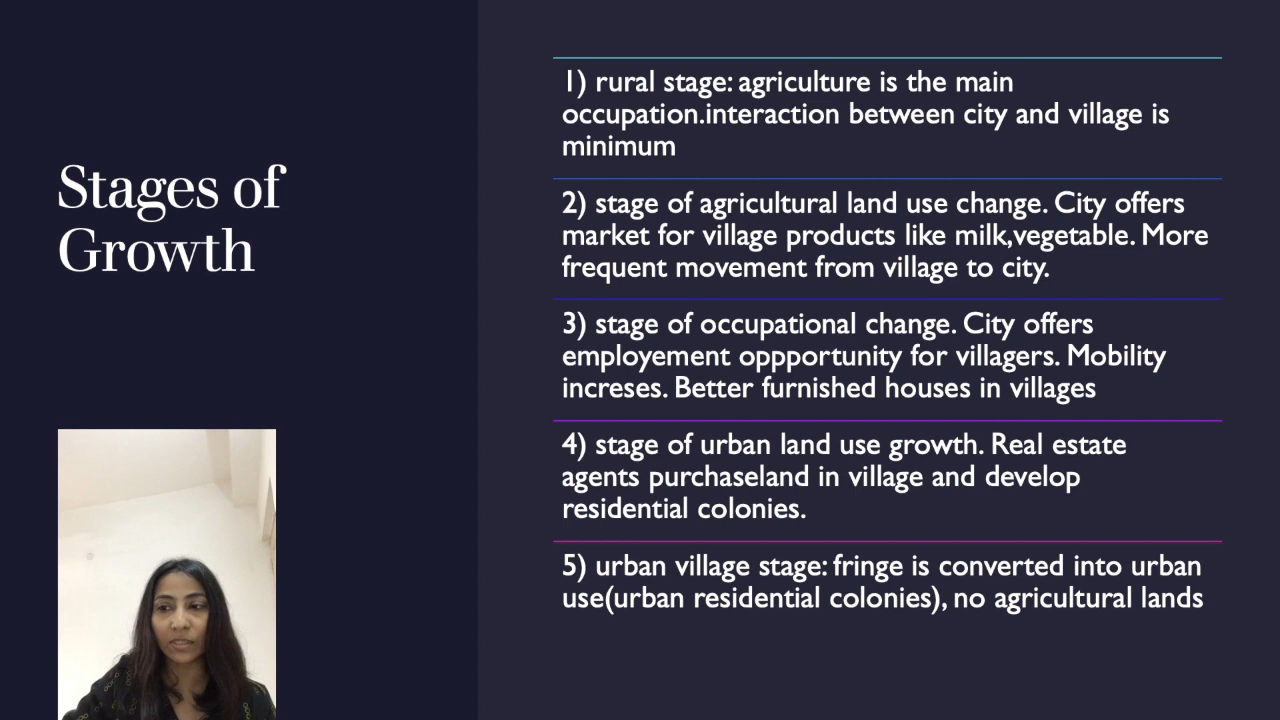 Stages of
Growth
1) rural stage: agriculture is the main
occupation.interaction between city and village is
minimum
2) stage of agricultural land use change. City offers
market for village products like milk,vegetable. More
frequent movement from village to city.
3) stage of occupational change. City offers
employement oppportunity for villagers. Mobility
increses. Better furnished houses in villages
4) stage of urban land use growth. Real estate
agents purchaseland in village and develop
residential colonies.
5) urban village stage: fringe is converted into urban
use(urban residential colonies), no agricultural lands